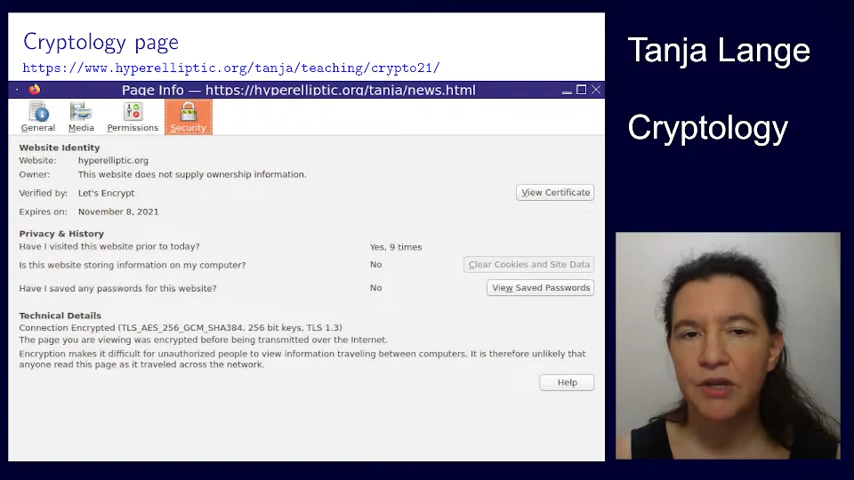 Cryptology page
https://www.hyperelliptic.org/tanja/teaching/crypto21/
Page Info — https://hyperelliptic.org/tanja/news.html
General Media Permissions Security
Website Identity
Website: hyperelliptic.org
Owner: This website does not supply ownership information.
Verified by: Let's Encrypt View Certificate
Expires on: November 8, 2021
Privacy & History
Have I visited this website prior to today? Yes, 9 times
Is this website storing information on my computer? No Clear Cookies and Site Data
Have I saved any passwords for this website? No View Saved Passwords
Technical Details
Connection Encrypted (TLS_AES_256_GCM_SHA384, 256 bit keys, TLS 1.3)
The page you are viewing was encrypted before being transmitted over the Internet.
Encryption makes it difficult for unauthorized people to view information traveling between computers. It is therefore unlikely that
anyone read this page as it traveled across the network.
Help
Tanja Lange
Cryptology